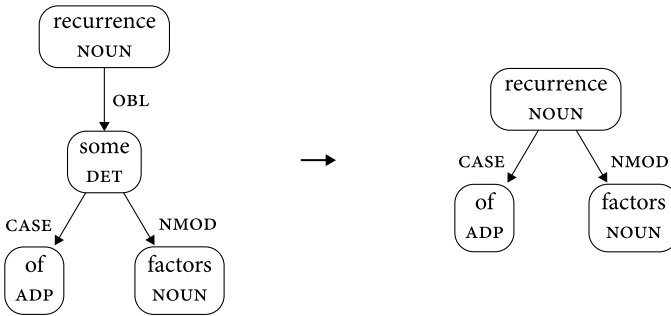 recurrence
NOUN
OBL
some
DET
CASE
NMOD
of
ADP
factors
NOUN
recurrence
NOUN
CASE
NMOD
of
ADP
factors
NOUN